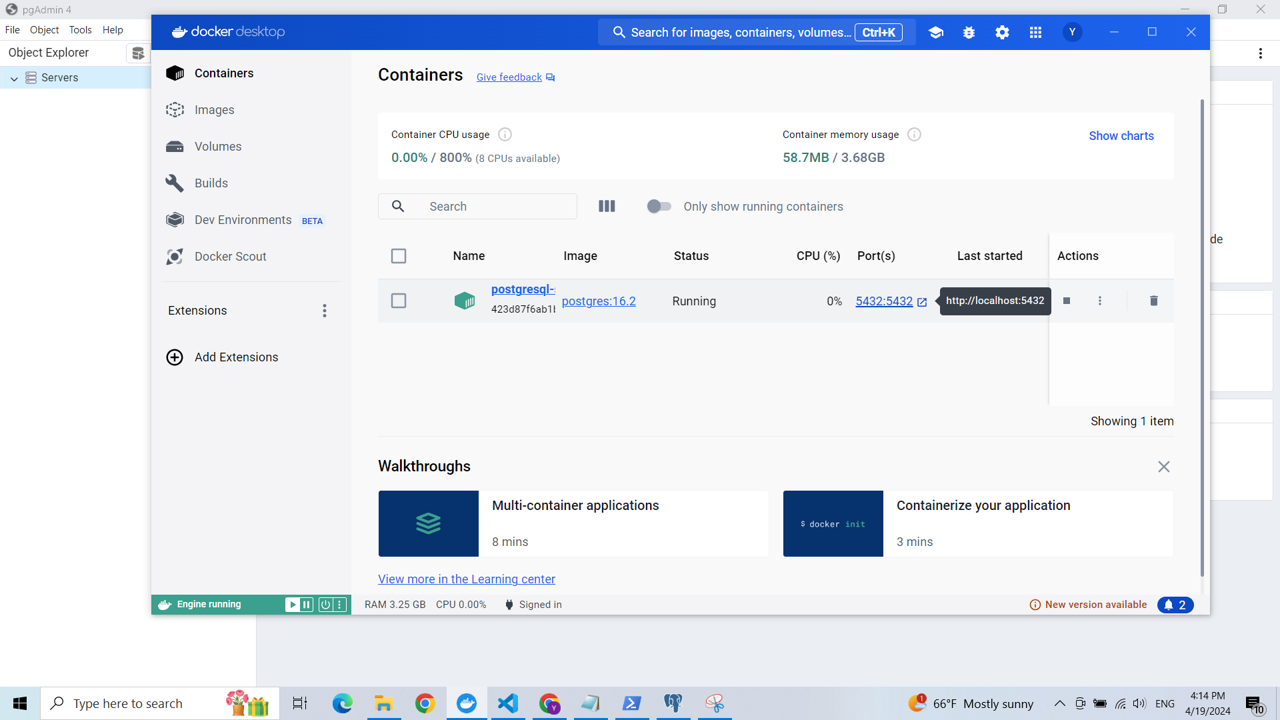 pgAdmin 4
File Object Tools Help
Object Explorer
Servers
docker desktop
Search for images, containers, volumes... Ctrl+K
Y
Containers
Images
Volumes
Builds
Dev Environments BETA
Docker Scout
Extensions
Add Extensions
Containers Give feedback
Container CPU usage
0.00% / 800% (8 CPUs available)
Container memory usage
58.7MB / 3.68GB
Show charts
Search
Only show running containers
Name Image Status CPU (%) Port(s) Last started Actions
postgresql-
423d87f6ab1
postgres:16.2
Running
0%
5432:5432
http://localhost:5432
Showing 1 item
Walkthroughs
Multi-container applications
8 mins
$ docker init
Containerize your application
3 mins
View more in the Learning center
Engine running
RAM 3.25 GB CPU 0.00% Signed in
New version available
2
de
Type here to search
1
66°F Mostly sunny
ENG
4:14 PM
4/19/2024
10